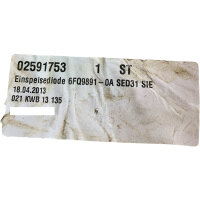 02591753 1 ST
Einspeisediode 6FQ9891-0A SED31 SIE
18.04.2013
021 KWB 13 135